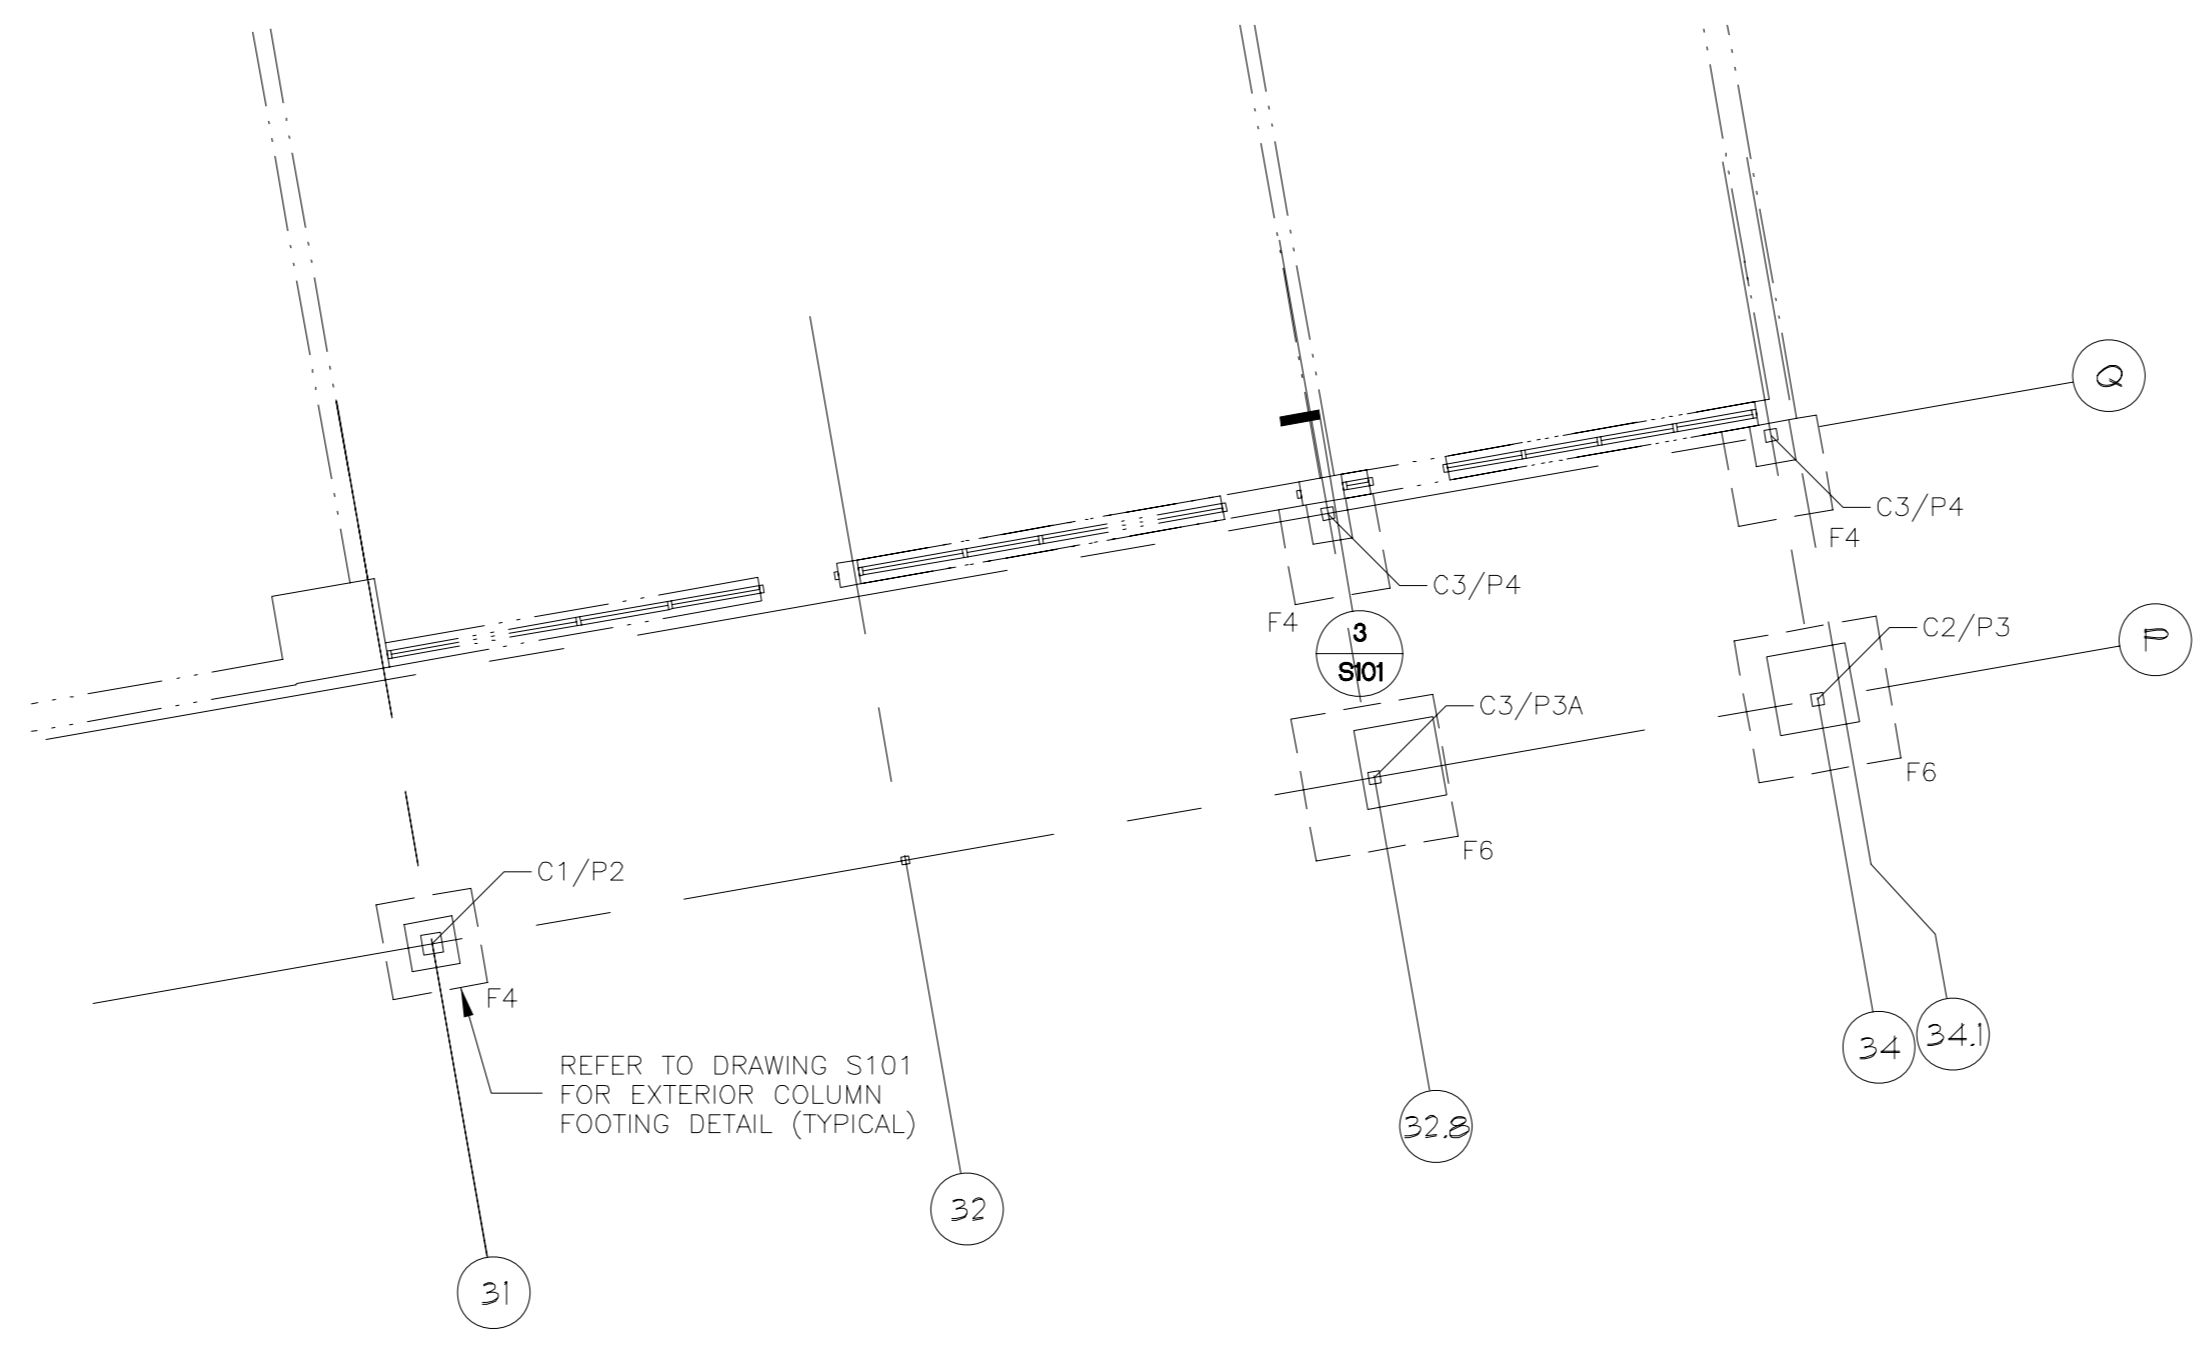 Q
C3/P4
F4
C3/P4
F4
3
S101
C2/P3
P
C3/P3A
F6
F6
C1/P2
F4
REFER TO DRAWING S101
FOR EXTERIOR COLUMN
FOOTING DETAIL (TYPICAL)
34
34.1
32.8
32
31